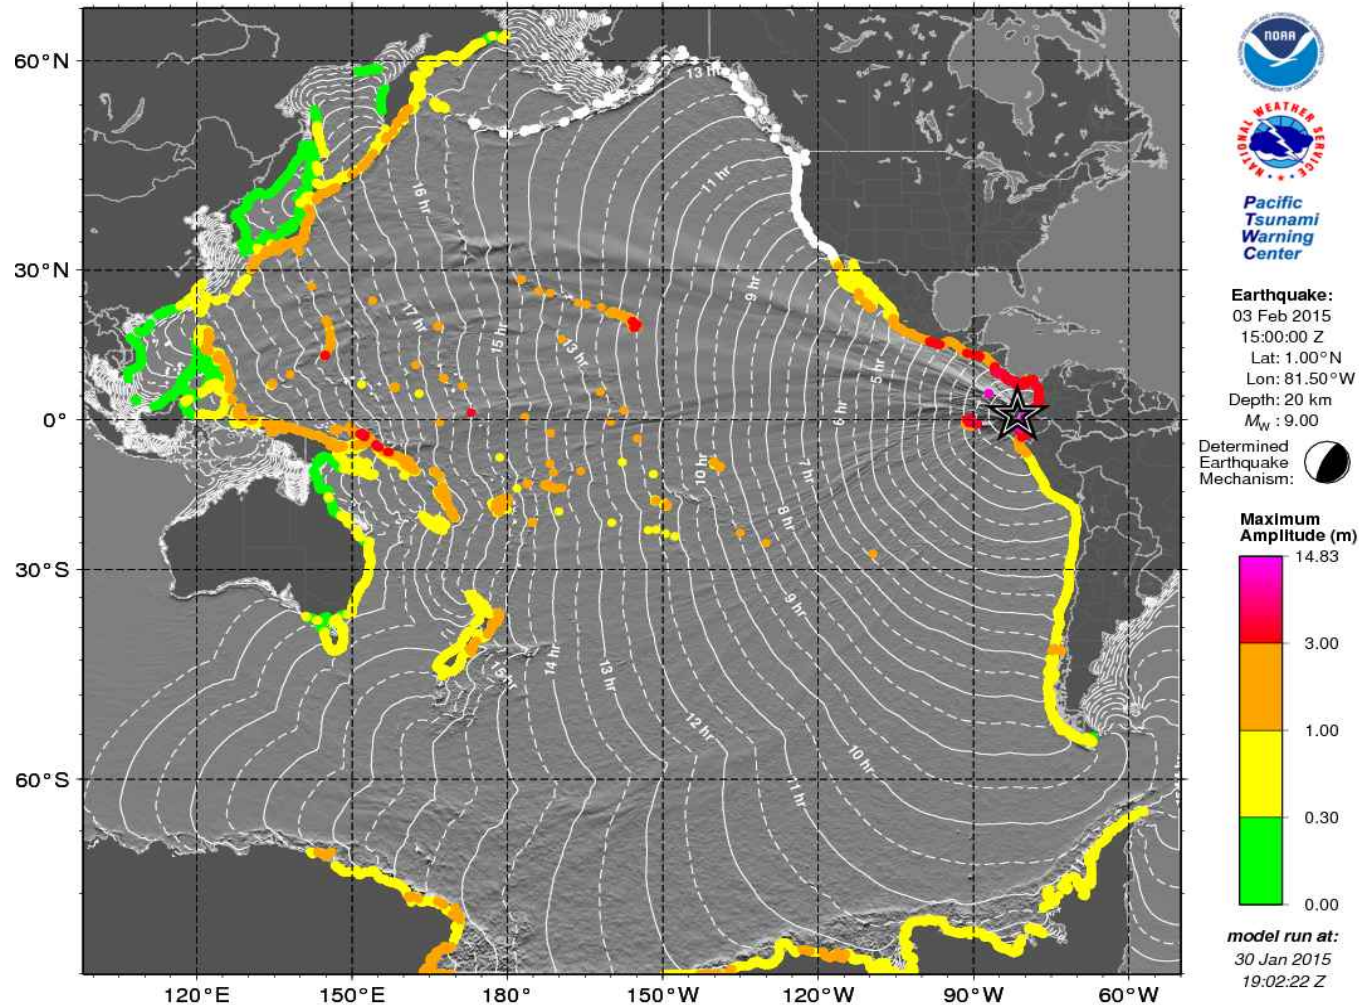 60°N
30°N
0°
30°S
60°S
120°E
150°E
180°
150°W
120°W
90°W
60°W
13 hr
11 hr
9 hr
5 hr
6 hr
7 hr
8 hr
9 hr
10 hr
10 hr
11 hr
12 hr
13 hr
14 hr
15 hr
13 hr
15 hr
17 hr
16 hr
NOAA
NATIONAL WEATHER SERVICE
Pacific
Tsunami
Warning
Center
Earthquake:
03 Feb 2015
15:00:00 Z
Lat: 1.00°N
Lon: 81.50°W
Depth: 20 km
MW : 9.00
Determined
Earthquake
Mechanism:
Maximum
Amplitude (m)
14.83
3.00
1.00
0.30
0.00
model run at:
30 Jan 2015
19:02:22 Z